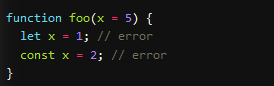 function foo(x = 5) {
  let x = 1; // error
  const x = 2; // error
}